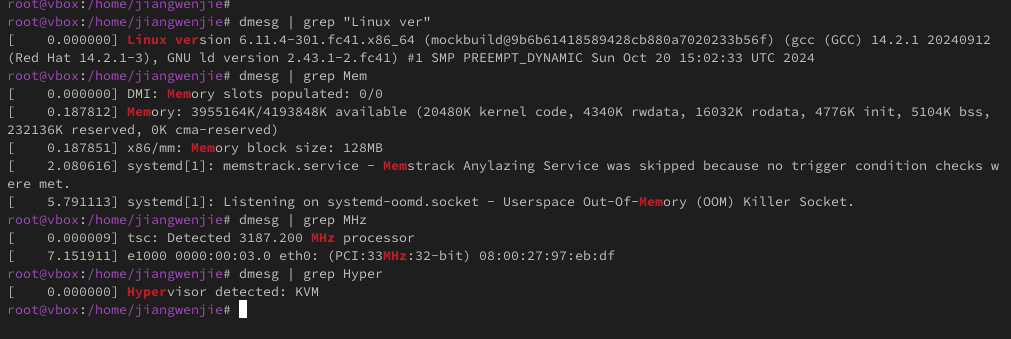 root@vbox:/home/jiangwenjie#
root@vbox:/home/jiangwenjie# dmesg | grep "Linux ver"
[    0.000000] Linux version 6.11.4-301.fc41.x86_64 (mockbuild@9b6b61418589428cb880a7020233b56f) (gcc (GCC) 14.2.1 20240912
(Red Hat 14.2.1-3), GNU ld version 2.43.1-2.fc41) #1 SMP PREEMPT_DYNAMIC Sun Oct 20 15:02:33 UTC 2024
root@vbox:/home/jiangwenjie# dmesg | grep Mem
[    0.000000] DMI: Memory slots populated: 0/0
[    0.187812] Memory: 3955164K/4193848K available (20480K kernel code, 4340K rwdata, 16032K rodata, 4776K init, 5104K bss,
232136K reserved, 0K cma-reserved)
[    0.187851] x86/mm: Memory block size: 128MB
[    2.080616] systemd[1]: memstrack.service - Memstrack Anylazing Service was skipped because no trigger condition checks w
ere met.
[    5.791113] systemd[1]: Listening on systemd-oomd.socket - Userspace Out-Of-Memory (OOM) Killer Socket.
root@vbox:/home/jiangwenjie# dmesg | grep MHz
[    0.000009] tsc: Detected 3187.200 MHz processor
[    7.151911] e1000 0000:00:03.0 eth0: (PCI:33MHz:32-bit) 08:00:27:97:eb:df
root@vbox:/home/jiangwenjie# dmesg | grep Hyper
[    0.000000] Hypervisor detected: KVM
root@vbox:/home/jiangwenjie#